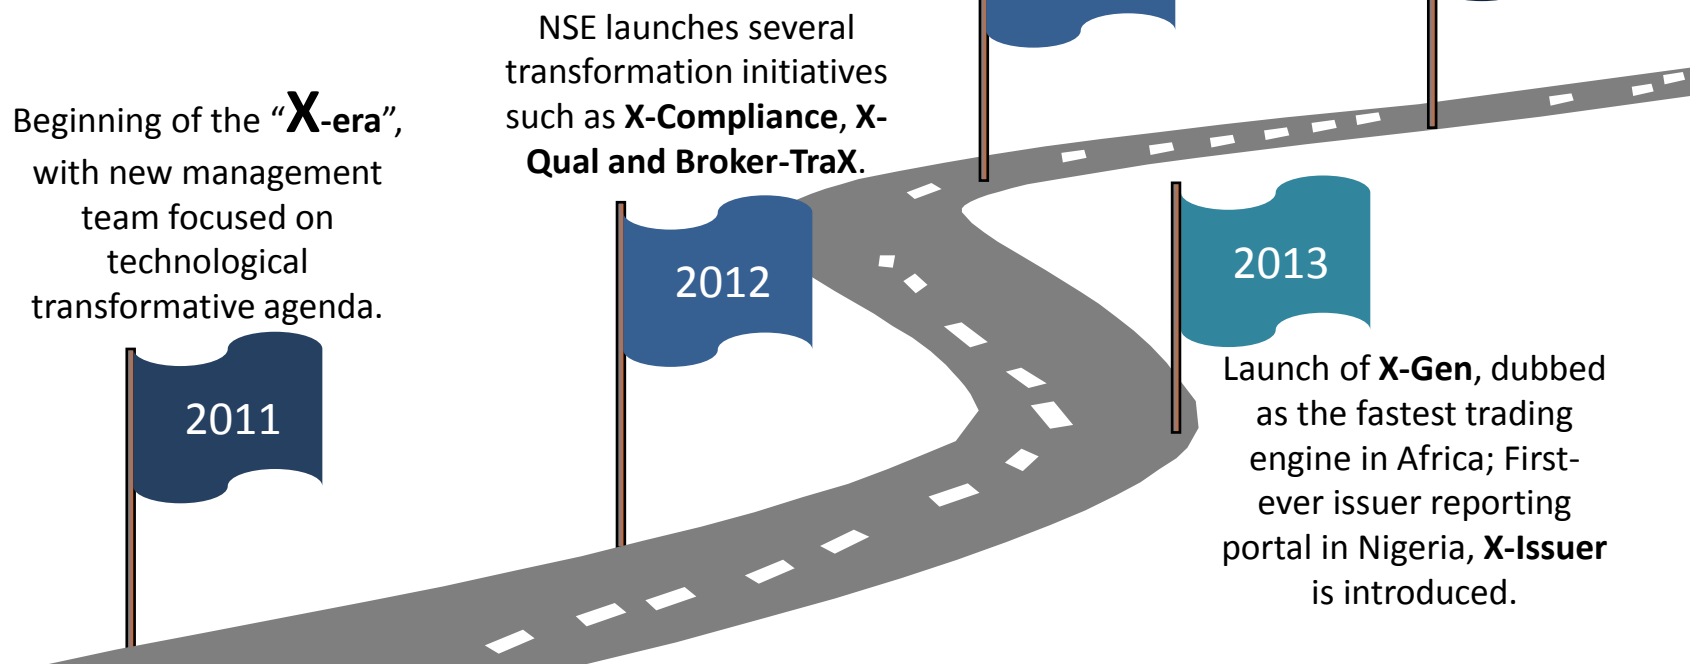 Beginning of the “X-era”,
with new management
team focused on
technological
transformative agenda.
2011
NSE launches several
transformation initiatives
such as X-Compliance, X-
Qual and Broker-TraX.
2012
2013
Launch of X-Gen, dubbed
as the fastest trading
engine in Africa; First-
ever issuer reporting
portal in Nigeria, X-Issuer
is introduced.